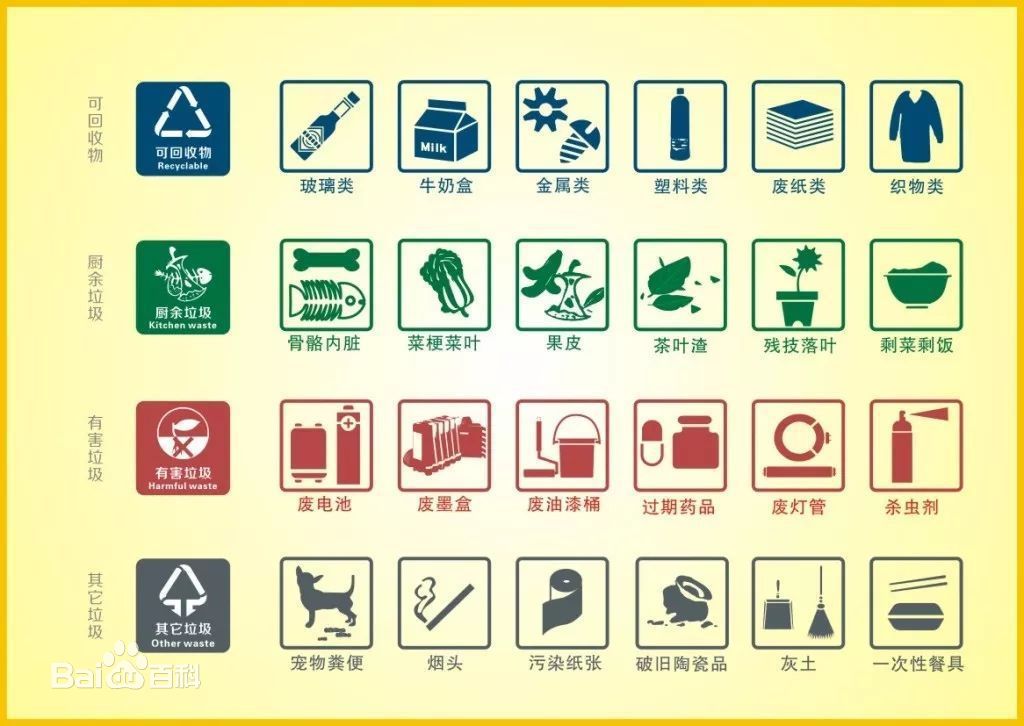 可回收物
可回收物
Recyclable
Milk
玻璃类
牛奶盒
金属类
塑料类
废纸类
织物类
厨余垃圾
厨余垃圾
Kitchen waste
骨骼内脏
菜梗菜叶
果皮
茶叶渣
残技落叶
剩菜剩饭
有害垃圾
有害垃圾
Harmful waste
废电池
废墨盒
废油漆桶
过期药品
废灯管
杀虫剂
其它垃圾
其它垃圾
Other waste
宠物粪便
烟头
污染纸张
破旧陶瓷品
灰土
一次性餐具
Bai du 百科